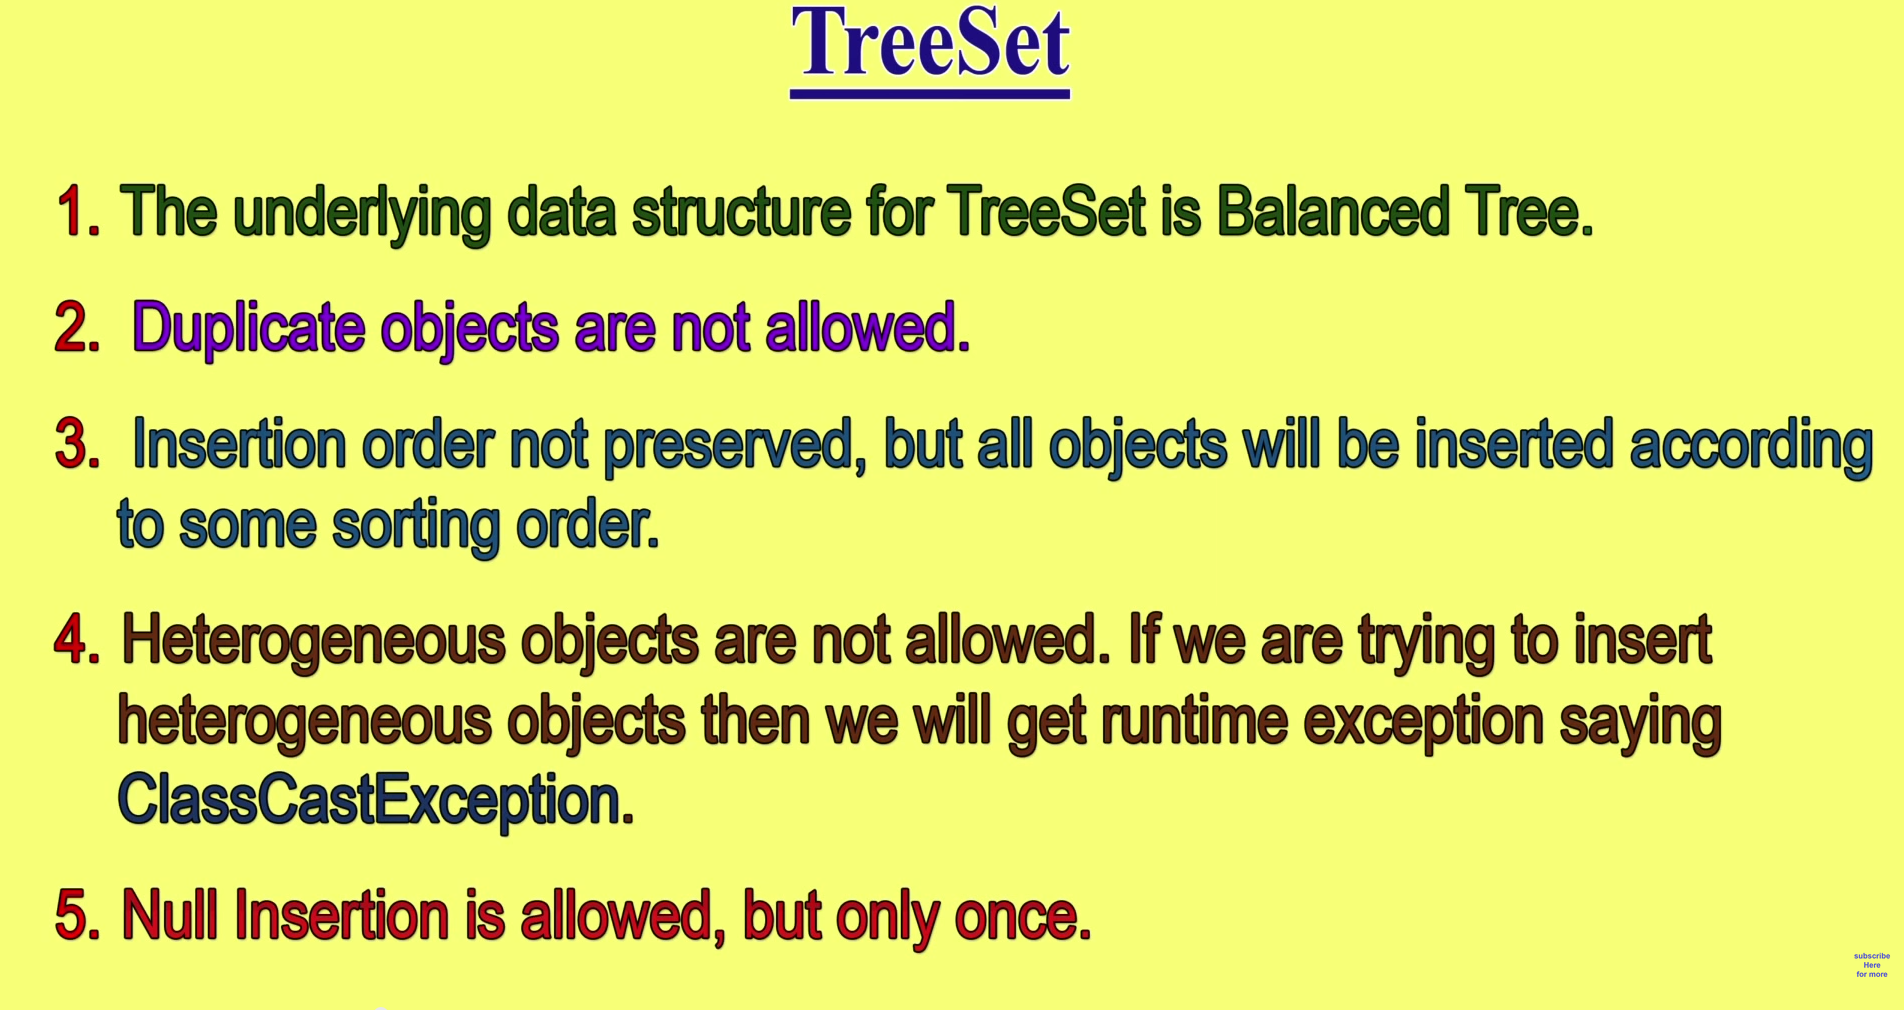 TreeSet
1. The underlying data structure for TreeSet is Balanced Tree.
2. Duplicate objects are not allowed.
3. Insertion order not preserved, but all objects will be inserted according
to some sorting order.
4. Heterogeneous objects are not allowed. If we are trying to insert
heterogeneous objects then we will get runtime exception saying
ClassCastException.
5. Null Insertion is allowed, but only once.
subscribe
Here
for more